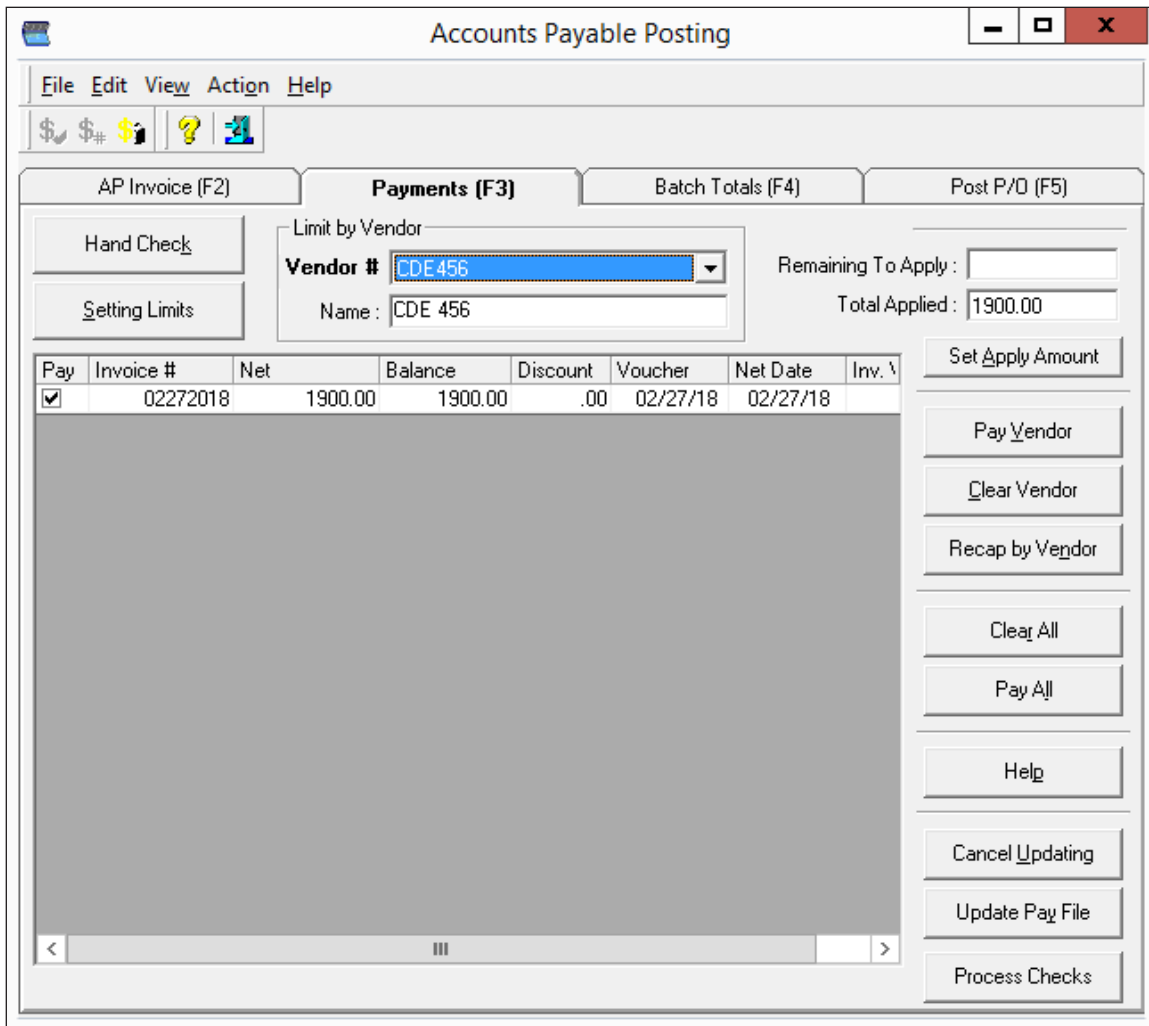 Accounts Payable Posting
File Edit View Action Help
AP Invoice (F2) Payments (F3) Batch Totals (F4) Post P/O (F5)
Hand Check
Limit by Vendor
Vendor # CDE456
Remaining To Apply :
Setting Limits
Name : CDE 456
Total Applied : 1900.00
Set Apply Amount
Pay Invoice # Net Balance Discount Voucher Net Date Inv.
02272018 1900.00 1900.00 .00 02/27/18 02/27/18
Pay Vendor
Clear Vendor
Recap by Vendor
Clear All
Pay All
Help
Cancel Updating
Update Pay File
Process Checks